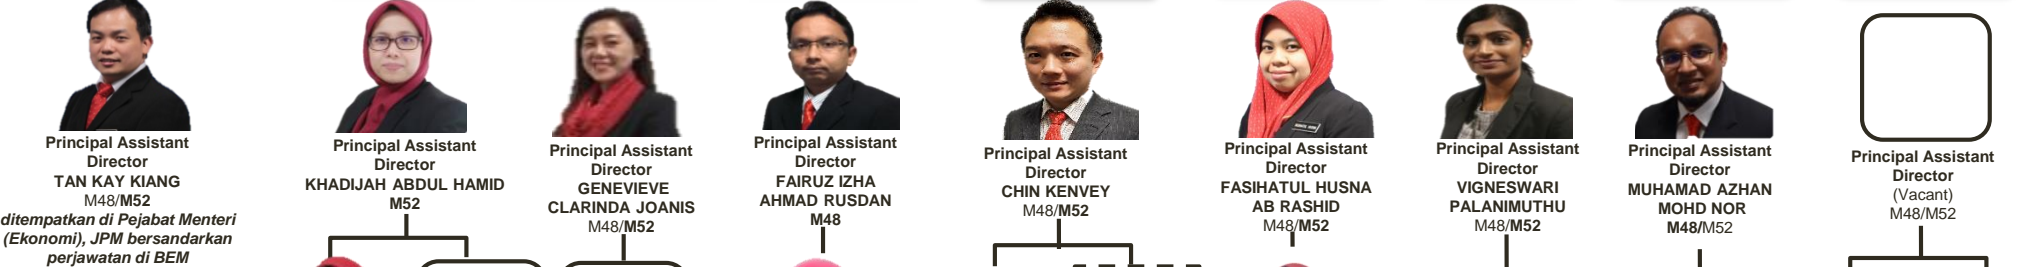 Principal Assistant
Director
TAN KAY KIANG
M48/M52
ditempatkan di Pejabat Menteri
(Ekonomi), JPM bersandarkan
perjawatan di BEM
Principal Assistant
Director
KHADIJAH ABDUL HAMID
M52
Principal Assistant
Director
GENEVIEVE
CLARINDA JOANIS
M48/M52
Principal Assistant
Director
FAIRUZ IZHA
AHMAD RUSDAN
M48
Principal Assistant
Director
CHIN KENVEY
M48/M52
Principal Assistant
Director
FASIHATUL HUSNA
AB RASHID
M48/M52
Principal Assistant
Director
VIGNESWARI
PALANIMUTHU
M48/M52
Principal Assistant
Director
MUHAMAD AZHAN
MOHD NOR
M48/M52
Principal Assistant
Director
(Vacant)
M48/M52